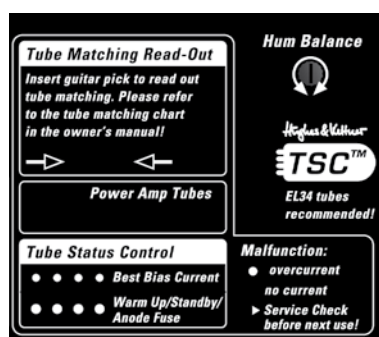 Tube Matching Read-Out
Insert guitar pick to read out
tube matching. Please refer
to the tube matching chart
in the owner's manual!
Power Amp Tubes
Tube Status Control
Best Bias Current
Warm Up/Standby/
Anode Fuse
Hum Balance
Hughes & Kettner
TSC™
EL34 tubes
recommended!
Malfunction:
overcurrent
no current
Service Check
before next use!